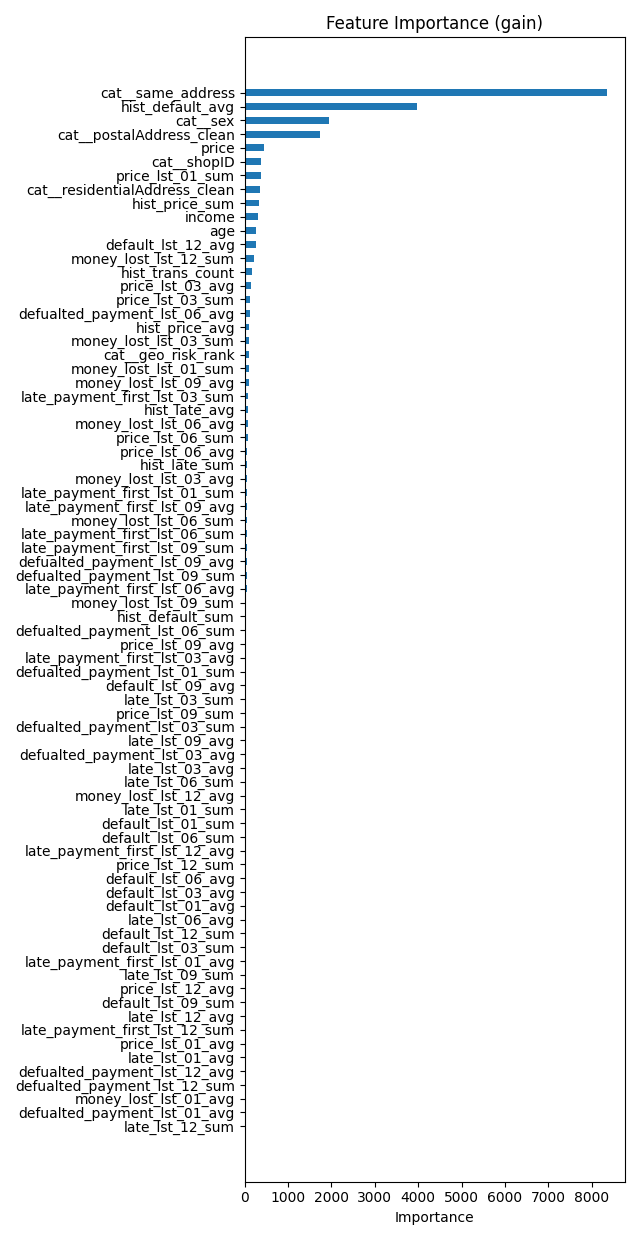 Feature Importance (gain)
cat__same_address
hist_default_avg
cat__sex
cat__postalAddress_clean
price
cat__shopID
price_lst_01_sum
cat__residentialAddress_clean
hist_price_sum
income
age
default_lst_12_avg
money_lost_lst_12_sum
hist_trans_count
price_lst_03_avg
price_lst_03_sum
defualted_payment_lst_06_avg
hist_price_avg
money_lost_lst_03_sum
cat__geo_risk_rank
money_lost_lst_01_sum
money_lost_lst_09_avg
late_payment_first_lst_03_sum
hist_late_avg
money_lost_lst_06_avg
price_lst_06_sum
price_lst_06_avg
hist_late_sum
money_lost_lst_03_avg
late_payment_first_lst_01_sum
late_payment_first_lst_09_avg
money_lost_lst_06_sum
late_payment_first_lst_06_sum
late_payment_first_lst_09_sum
defualted_payment_lst_09_avg
defualted_payment_lst_09_sum
late_payment_first_lst_06_avg
money_lost_lst_09_sum
hist_default_sum
defualted_payment_lst_06_sum
price_lst_09_avg
late_payment_first_lst_03_avg
defualted_payment_lst_01_sum
default_lst_09_avg
late_lst_03_sum
price_lst_09_sum
defualted_payment_lst_03_sum
late_lst_09_avg
defualted_payment_lst_03_avg
late_lst_03_avg
late_lst_06_sum
money_lost_lst_12_avg
late_lst_01_sum
default_lst_01_sum
default_lst_06_sum
late_payment_first_lst_12_avg
price_lst_12_sum
default_lst_06_avg
default_lst_03_avg
default_lst_01_avg
late_lst_06_avg
default_lst_12_sum
default_lst_03_sum
late_payment_first_lst_01_avg
late_lst_09_sum
price_lst_12_avg
default_lst_09_sum
late_lst_12_avg
late_payment_first_lst_12_sum
price_lst_01_avg
late_lst_01_avg
defualted_payment_lst_12_avg
defualted_payment_lst_12_sum
money_lost_lst_01_avg
defualted_payment_lst_01_avg
late_lst_12_sum
0 1000 2000 3000 4000 5000 6000 7000 8000
Importance